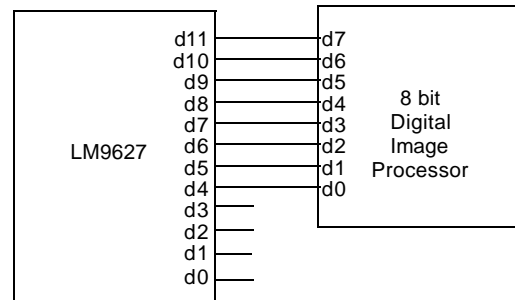 d11 d7
d10 d6
d9 d5
d8 d4
d7 d3
d6 d2
d5 d1
d4 d0
d3
d2
d1
d0
LM9627
8 bit
Digital
Image
Processor